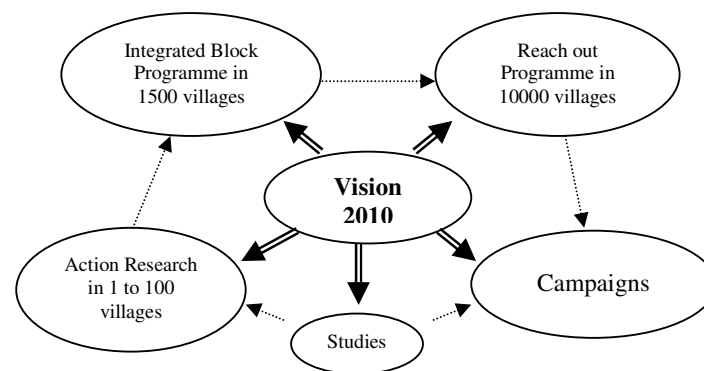 Integrated Block
Programme in
1500 villages
Reach out
Programme in
10000 villages
Vision
2010
Action Research
in 1 to 100
villages
Campaigns
Studies